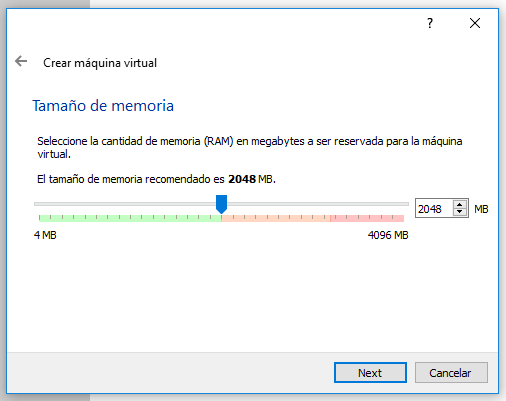 ?
Crear máquina virtual
Tamaño de memoria
Seleccione la cantidad de memoria (RAM) en megabytes a ser reservada para la máquina
virtual.
El tamaño de memoria recomendado es 2048 MB.
2048 MB
4 MB 4096 MB
Next Cancelar